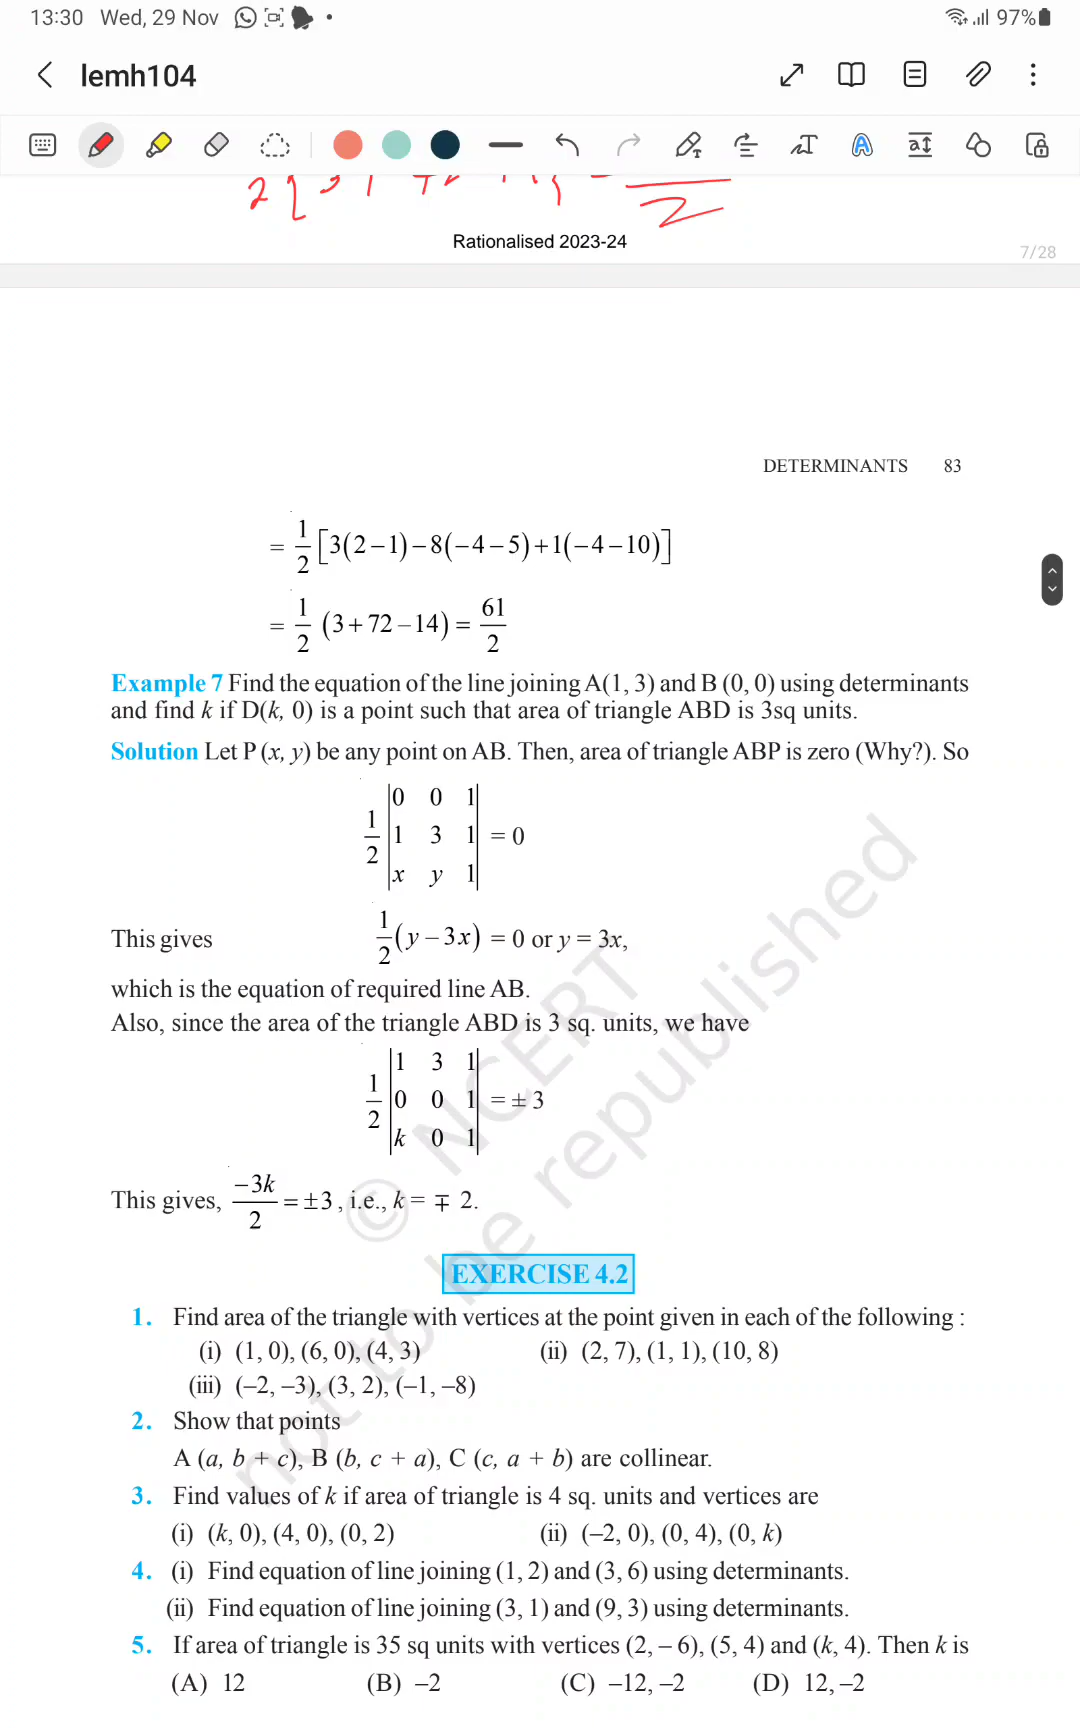 13:30 Wed, 29 Nov 97%
lemh104
Rationalised 2023-24
7/28
DETERMINANTS 83
= 1/2 [3(2–1)–8(–4–5)+1(–4–10)]
= 1/2 (3+72–14) = 61/2
Example 7 Find the equation of the line joining A(1, 3) and B (0, 0) using determinants
and find k if D(k, 0) is a point such that area of triangle ABD is 3sq units.
Solution Let P (x, y) be any point on AB. Then, area of triangle ABP is zero (Why?). So
1/2 |0 0 1|
|1 3 1| = 0
|x y 1|
This gives 1/2 (y – 3x) = 0 or y = 3x,
which is the equation of required line AB.
Also, since the area of the triangle ABD is 3 sq. units, we have
1/2 |1 3 1|
|0 0 1| = ± 3
|k 0 1|
This gives, –3k/2 = ±3, i.e., k = ∓ 2.
EXERCISE 4.2
1. Find area of the triangle with vertices at the point given in each of the following :
(i) (1, 0), (6, 0), (4, 3) (ii) (2, 7), (1, 1), (10, 8)
(iii) (–2, –3), (3, 2), (–1, –8)
2. Show that points
A (a, b + c), B (b, c + a), C (c, a + b) are collinear.
3. Find values of k if area of triangle is 4 sq. units and vertices are
(i) (k, 0), (4, 0), (0, 2) (ii) (–2, 0), (0, 4), (0, k)
4. (i) Find equation of line joining (1, 2) and (3, 6) using determinants.
(ii) Find equation of line joining (3, 1) and (9, 3) using determinants.
5. If area of triangle is 35 sq units with vertices (2, – 6), (5, 4) and (k, 4). Then k is
(A) 12 (B) –2 (C) –12, –2 (D) 12, –2
© NCERT
not to be republished